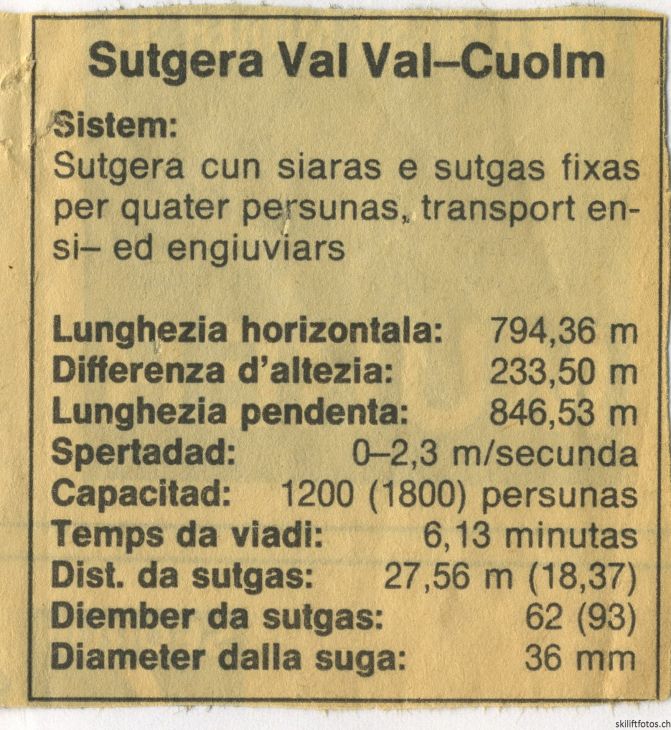 Sutgera Val Val–Cuolm
Sistem:
Sutgera cun siaras e sutgas fixas
per quater persunas, transport en-
si– ed engiuviars
Lunghezia horizontala: 794,36 m
Differenza d'altezia: 233,50 m
Lunghezia pendenta: 846,53 m
Spertadad: 0–2,3 m/secunda
Capacitad: 1200 (1800) persunas
Temps da viadi: 6,13 minutas
Dist. da sutgas: 27,56 m (18,37)
Diember da sutgas: 62 (93)
Diameter dalla suga: 36 mm
skiliftfotos.ch